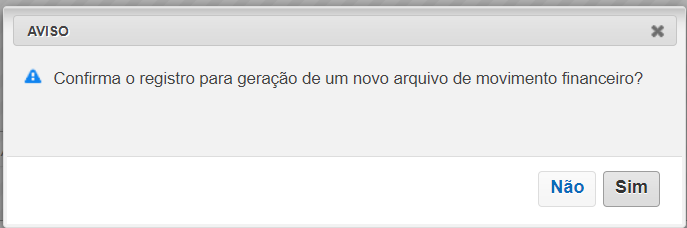 AVISO
Confirma o registro para geração de um novo arquivo de movimento financeiro?
Não Sim